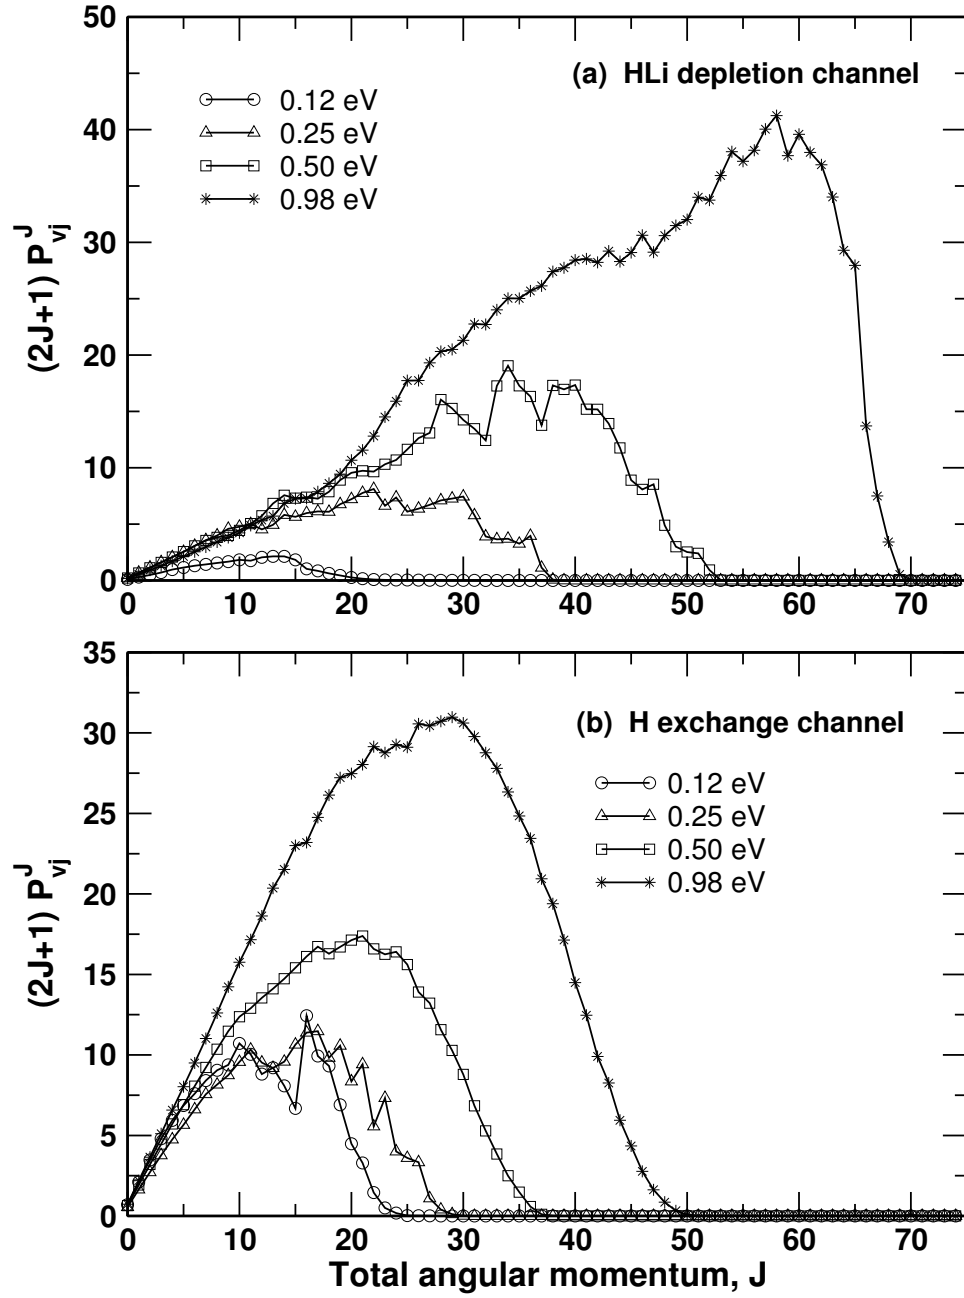 50
40
30
20
10
0
(2J+1) P^J_vj
(a) HLi depletion channel
0.12 eV
0.25 eV
0.50 eV
0.98 eV
0 10 20 30 40 50 60 70
35
30
25
20
15
10
5
0
(2J+1) P^J_vj
(b) H exchange channel
0.12 eV
0.25 eV
0.50 eV
0.98 eV
0 10 20 30 40 50 60 70
Total angular momentum, J